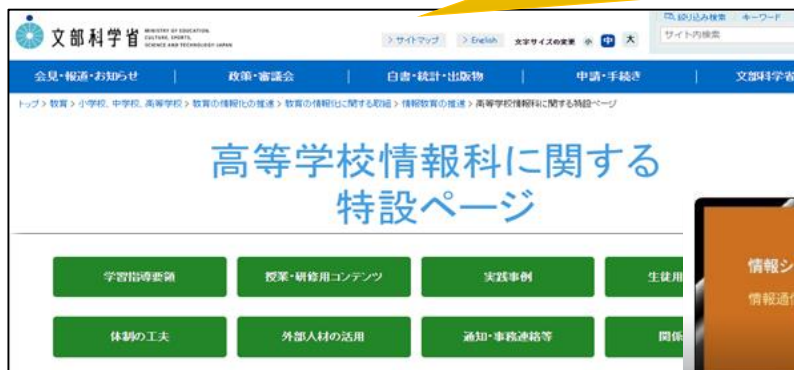 文部科学省
MINISTRY OF EDUCATION,
CULTURE, SPORTS,
SCIENCE AND TECHNOLOGY-JAPAN
> サイトマップ > English 文字サイズの変更 小 中 大
絞り込み検索 キーワード
サイト内検索
会見・報道・お知らせ | 政策・審議会 | 白書・統計・出版物 | 申請・手続き | 文部科学省
トップ > 教育 > 小学校、中学校、高等学校 > 教育の情報化の推進 > 教育の情報化に関する取組 > 情報教育の推進 > 高等学校情報科に関する特設ページ
高等学校情報科に関する
特設ページ
学習指導要領 授業・研修用コンテンツ 実践事例 生徒用
体制の工夫 外部人材の活用 通知・事務連絡等 関係
情報シ
情報通信